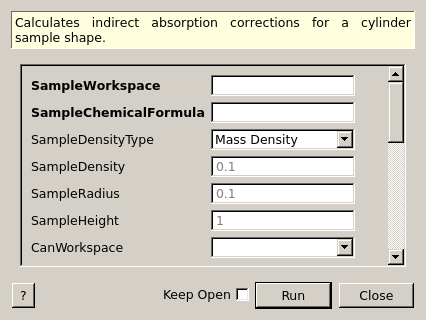 Calculates indirect absorption corrections for a cylinder
sample shape.
SampleWorkspace
SampleChemicalFormula
SampleDensityType Mass Density
SampleDensity 0.1
SampleRadius 0.1
SampleHeight 1
CanWorkspace
? Keep Open Run Close